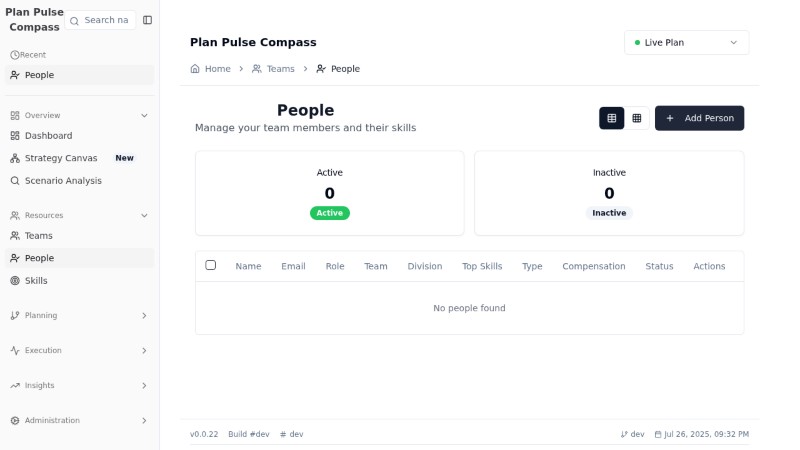 Plan Pulse
Compass
Search na
Recent
People
Overview
Dashboard
Strategy Canvas New
Scenario Analysis
Resources
Teams
People
Skills
Planning
Execution
Insights
Administration
Plan Pulse Compass
Live Plan
Home Teams People
People
Manage your team members and their skills
Add Person
Active
0
Active
Inactive
0
Inactive
Name Email Role Team Division Top Skills Type Compensation Status Actions
No people found
v0.0.22 Build #dev # dev
dev Jul 26, 2025, 09:32 PM